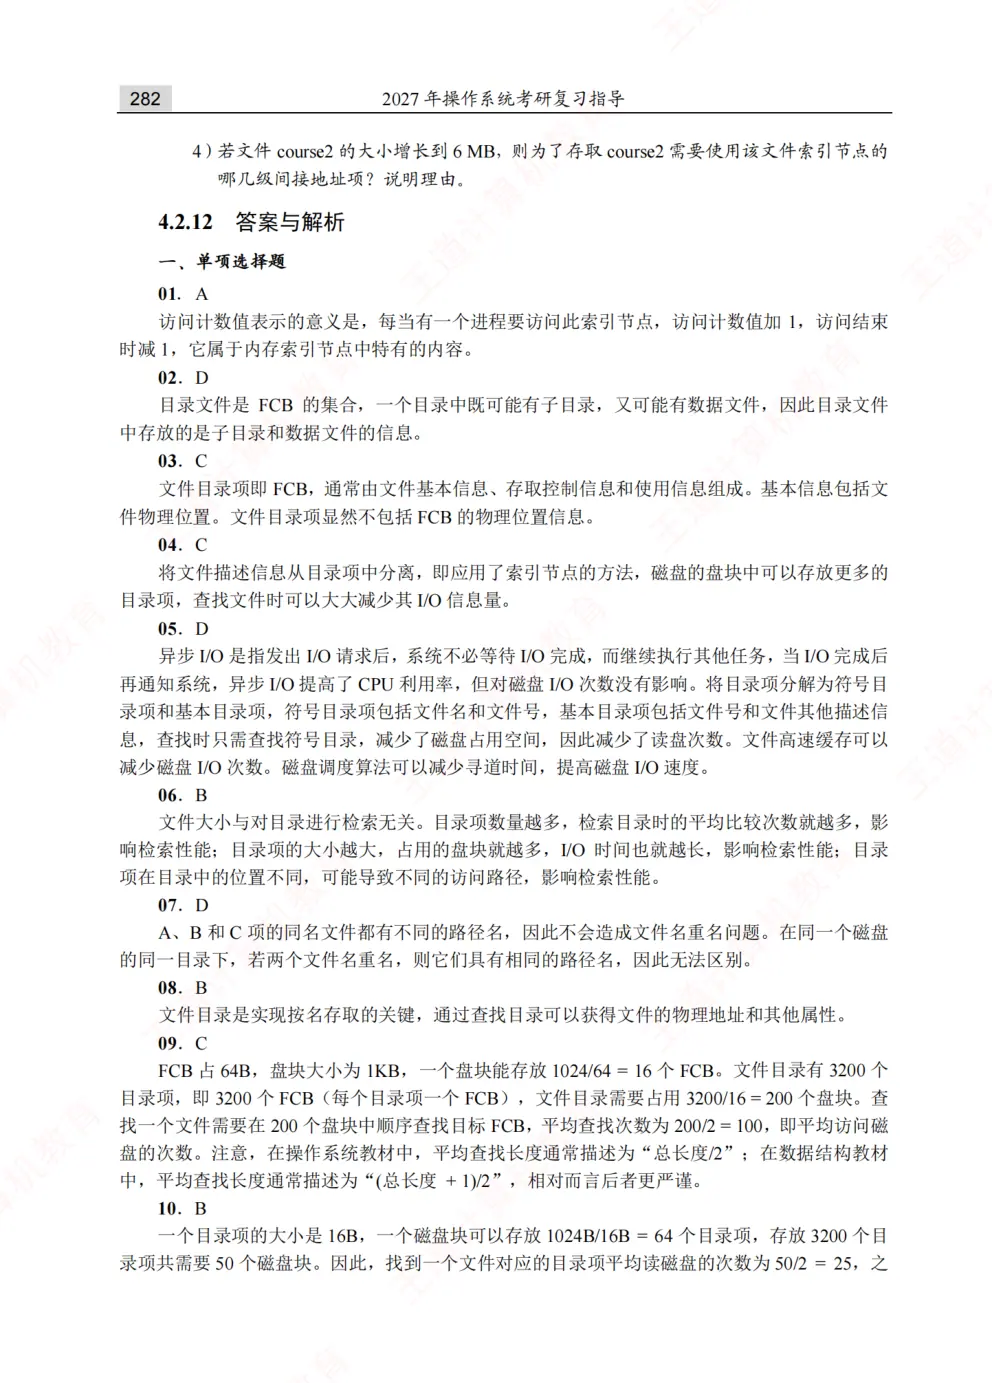 282
2027 年操作系统考研复习指导
4）若文件 course2 的大小增长到 6 MB，则为了存取 course2 需要使用该文件索引节点的
哪几级间接地址项？说明理由。
4.2.12 答案与解析
一、单项选择题
01．A
访问计数值表示的意义是，每当有一个进程要访问此索引节点，访问计数值加 1，访问结束
时减 1，它属于内存索引节点中特有的内容。
02．D
目录文件是 FCB 的集合，一个目录中既可能有子目录，又可能有数据文件，因此目录文件
中存放的是子目录和数据文件的信息。
03．C
文件目录项即 FCB，通常由文件基本信息、存取控制信息和使用信息组成。基本信息包括文
件物理位置。文件目录项显然不包括 FCB 的物理位置信息。
04．C
将文件描述信息从目录项中分离，即应用了索引节点的方法，磁盘的盘块中可以存放更多的
目录项，查找文件时可以大大减少其 I/O 信息量。
05．D
异步 I/O 是指发出 I/O 请求后，系统不必等待 I/O 完成，而继续执行其他任务，当 I/O 完成后
再通知系统，异步 I/O 提高了 CPU 利用率，但对磁盘 I/O 次数没有影响。将目录项分解为符号目
录项和基本目录项，符号目录项包括文件名和文件号，基本目录项包括文件号和文件其他描述信
息，查找时只需查找符号目录，减少了磁盘占用空间，因此减少了读盘次数。文件高速缓存可以
减少磁盘 I/O 次数。磁盘调度算法可以减少寻道时间，提高磁盘 I/O 速度。
06．B
文件大小与对目录进行检索无关。目录项数量越多，检索目录时的平均比较次数就越多，影
响检索性能；目录项的大小越大，占用的盘块就越多，I/O 时间也就越长，影响检索性能；目录
项在目录中的位置不同，可能导致不同的访问路径，影响检索性能。
07．D
A、B 和 C 项的同名文件都有不同的路径名，因此不会造成文件名重名问题。在同一个磁盘
的同一目录下，若两个文件名重名，则它们具有相同的路径名，因此无法区别。
08．B
文件目录是实现按名存取的关键，通过查找目录可以获得文件的物理地址和其他属性。
09．C
FCB 占 64B，盘块大小为 1KB，一个盘块能存放 1024/64 = 16 个 FCB。文件目录有 3200 个
目录项，即 3200 个 FCB（每个目录项一个 FCB），文件目录需要占用 3200/16 = 200 个盘块。查
找一个文件需要在 200 个盘块中顺序查找目标 FCB，平均查找次数为 200/2 = 100，即平均访问磁
盘的次数。注意，在操作系统教材中，平均查找长度通常描述为“总长度/2”；在数据结构教材
中，平均查找长度通常描述为“(总长度 + 1)/2”，相对而言后者更严谨。
10．B
一个目录项的大小是 16B，一个磁盘块可以存放 1024B/16B = 64 个目录项，存放 3200 个目
录项共需要 50 个磁盘块。因此，找到一个文件对应的目录项平均读磁盘的次数为 50/2 = 25，之